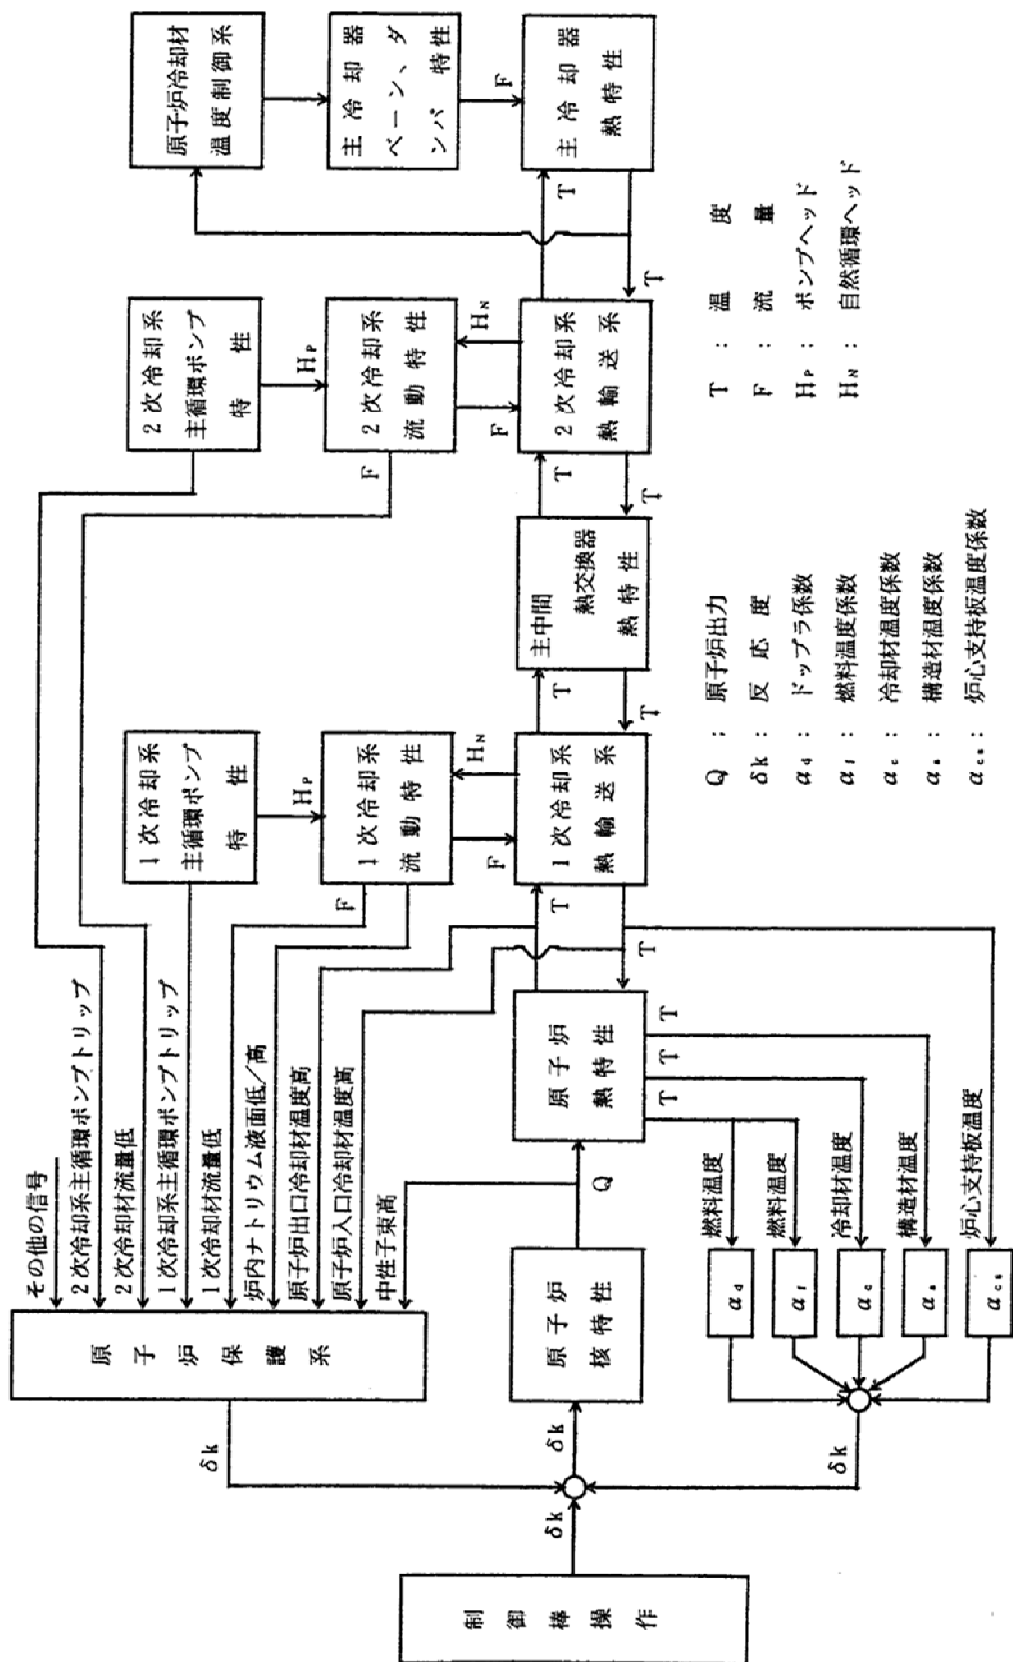 制御棒操作
δk
δk
δk
δk
原子炉保護系
その他の信号
2次冷却系主循環ポンプトリップ
2次冷却材流量低
1次冷却系主循環ポンプトリップ
1次冷却材流量低
炉内ナトリウム液面低/高
原子炉出口冷却材温度高
原子炉入口冷却材温度高
中性子束高
原子炉
核特性
Q
原子炉
熱特性
T
T
T
燃料温度
燃料温度
冷却材温度
構造材温度
炉心支持板温度
αd
αf
αc
αs
αcs
1次冷却系
主循環ポンプ
特性
HP
1次冷却系
流動特性
F
F
HN
1次冷却系
熱輸送系
T
T
T
T
主中間
熱交換器
熱特性
T
T
2次冷却系
主循環ポンプ
特性
HP
2次冷却系
流動特性
F
F
HN
2次冷却系
熱輸送系
T
T
原子炉冷却材
温度制御系
主冷却器
ベーン、ダ
ンパ特性
F
主冷却器
熱特性
Q : 原子炉出力
δk : 反応度
αd : ドップラ係数
αf : 燃料温度係数
αc : 冷却材温度係数
αs : 構造材温度係数
αcs : 炉心支持板温度係数
T : 温度
F : 流量
HP : ポンプヘッド
HN : 自然循環ヘッド